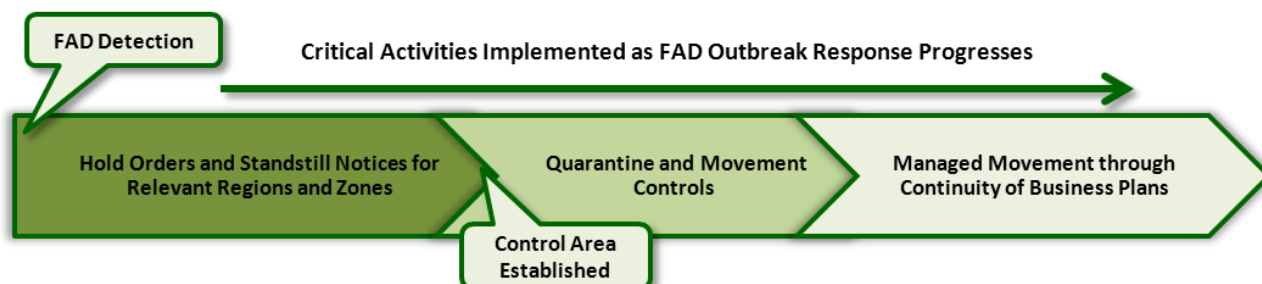 FAD Detection
Critical Activities Implemented as FAD Outbreak Response Progresses
Hold Orders and Standstill Notices for
Relevant Regions and Zones
Quarantine and Movement
Controls
Managed Movement through
Continuity of Business Plans
Control Area
Established